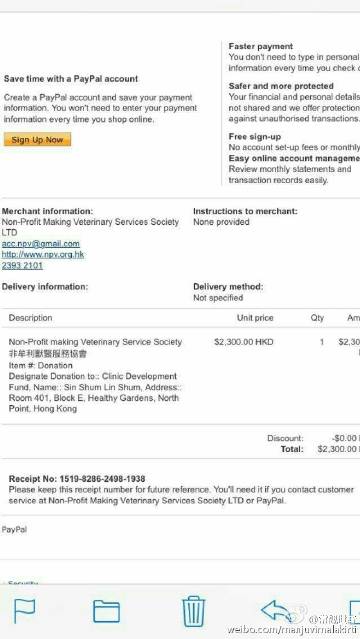 Save time with a PayPal account
Create a PayPal account and save your payment
information. You won't need to enter your payment
information every time you shop online.
Sign Up Now
Faster payment
You don't need to type in personal
information every time you check
Safer and more protected
Your financial and personal details
not shared and we offer protection
against unauthorised transactions.
Free sign-up
No account set-up fees or monthly
Easy online account manageme
Review monthly statements and
transaction records easily.
Merchant information:
Non-Profit Making Veterinary Services Society
LTD
acc.npv@gmail.com
http://www.npv.org.hk
2393 2101
Instructions to merchant:
None provided
Delivery information:
Delivery method:
Not specified
Description Unit price Qty Am
Non-Profit making Veterinary Service Society $2,300.00 HKD 1 $2,30
非牟利獸醫服務協會
Item #: Donation
Designate Donation to:: Clinic Development
Fund, Name:: Sin Shum Lin Shum, Address::
Room 401, Block E, Healthy Gardens, North
Point, Hong Kong
Discount: -$0.00
Total: $2,300.00
Receipt No: 1519-8286-2498-1938
Please keep this receipt number for future reference. You'll need it if you contact customer
service at Non-Profit Making Veterinary Services Society LTD or PayPal.
PayPal
Security
weibo.com/manjuvimalakirti